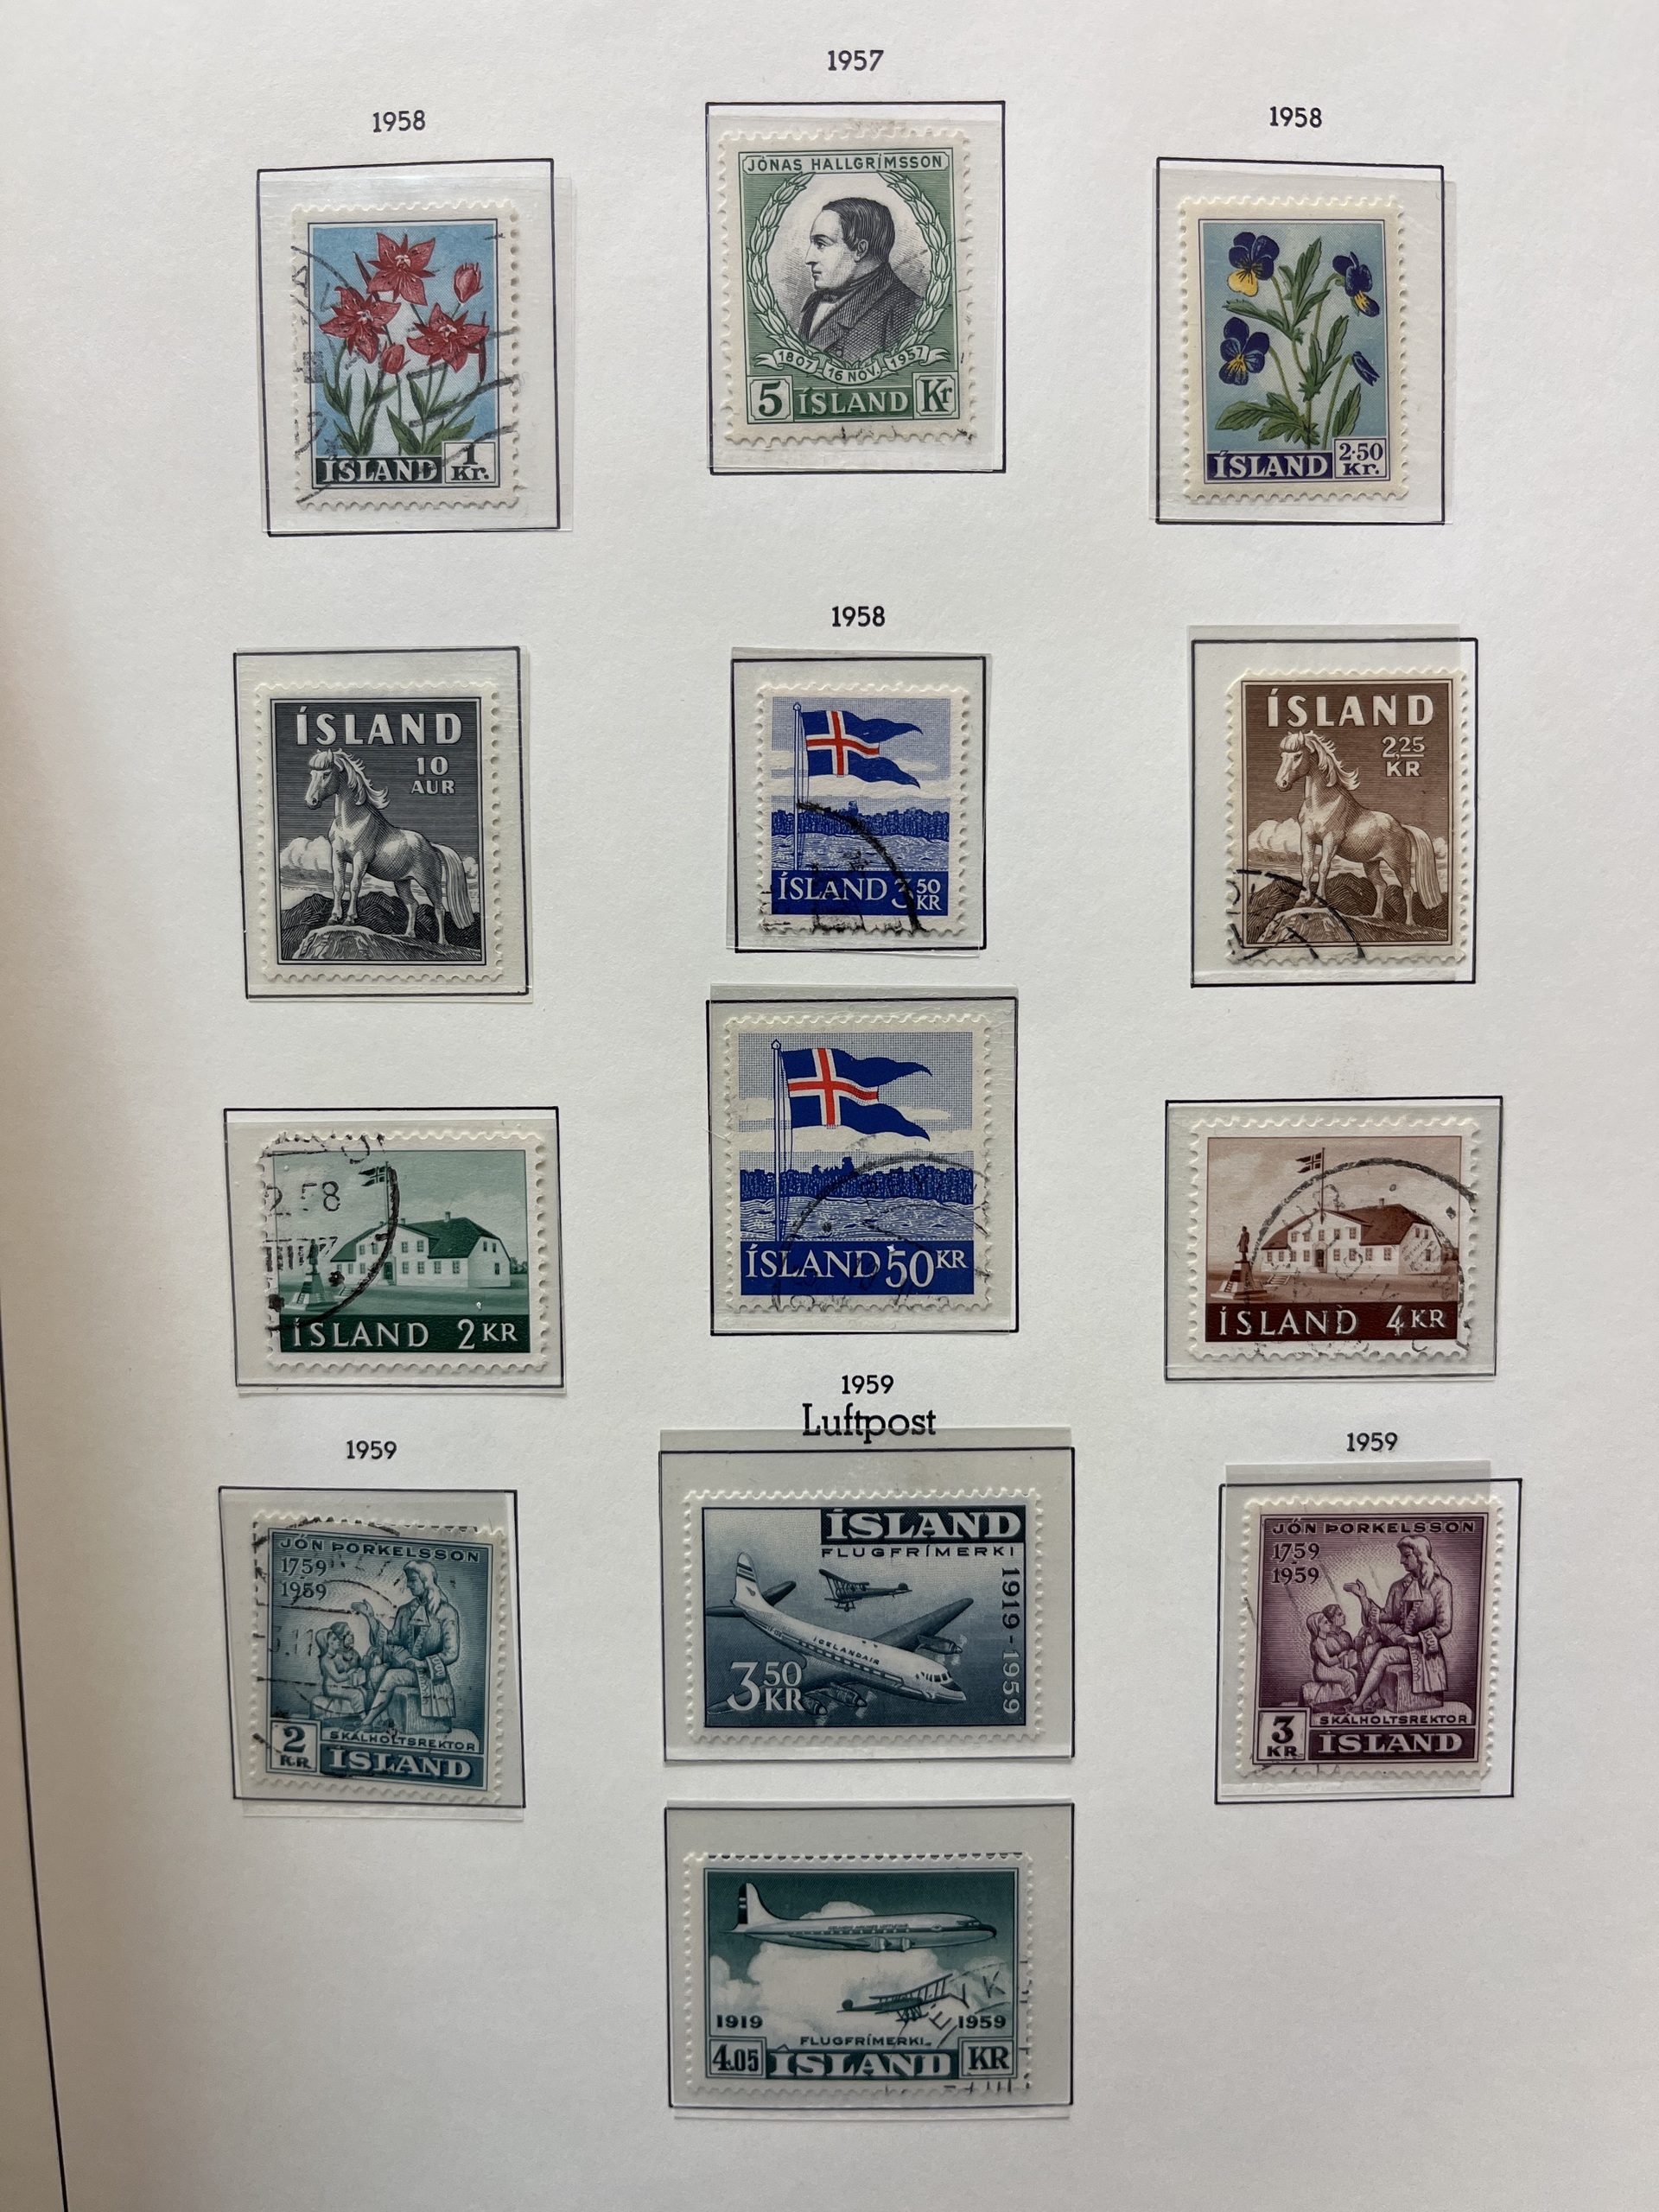 1957
1958
1958
JÓNAS HALLGRÍMSSON
1807 16 NOV. 1957
5 ÍSLAND Kr
ÍSLAND 1 Kr.
ÍSLAND 2·50 Kr.
1958
ÍSLAND
10
AUR
ÍSLAND 3 50 KR
ÍSLAND
2,25
KR
2.58
ÍSLAND 2 KR
ÍSLAND 50 KR
ÍSLAND 4 KR
1959
Luftpost
1959
1959
JÓN ÞORKELSSON
1759
1959
SKÁLHOLTSREKTOR
2 KR ÍSLAND
ÍSLAND
FLUGFRÍMERKI
1919-1959
ICELANDAIR
3 50 KR
JÓN ÞORKELSSON
1759
1959
SKÁLHOLTSREKTOR
3 KR ÍSLAND
1919 1959
FLUGFRÍMERKI
4.05 ÍSLAND KR